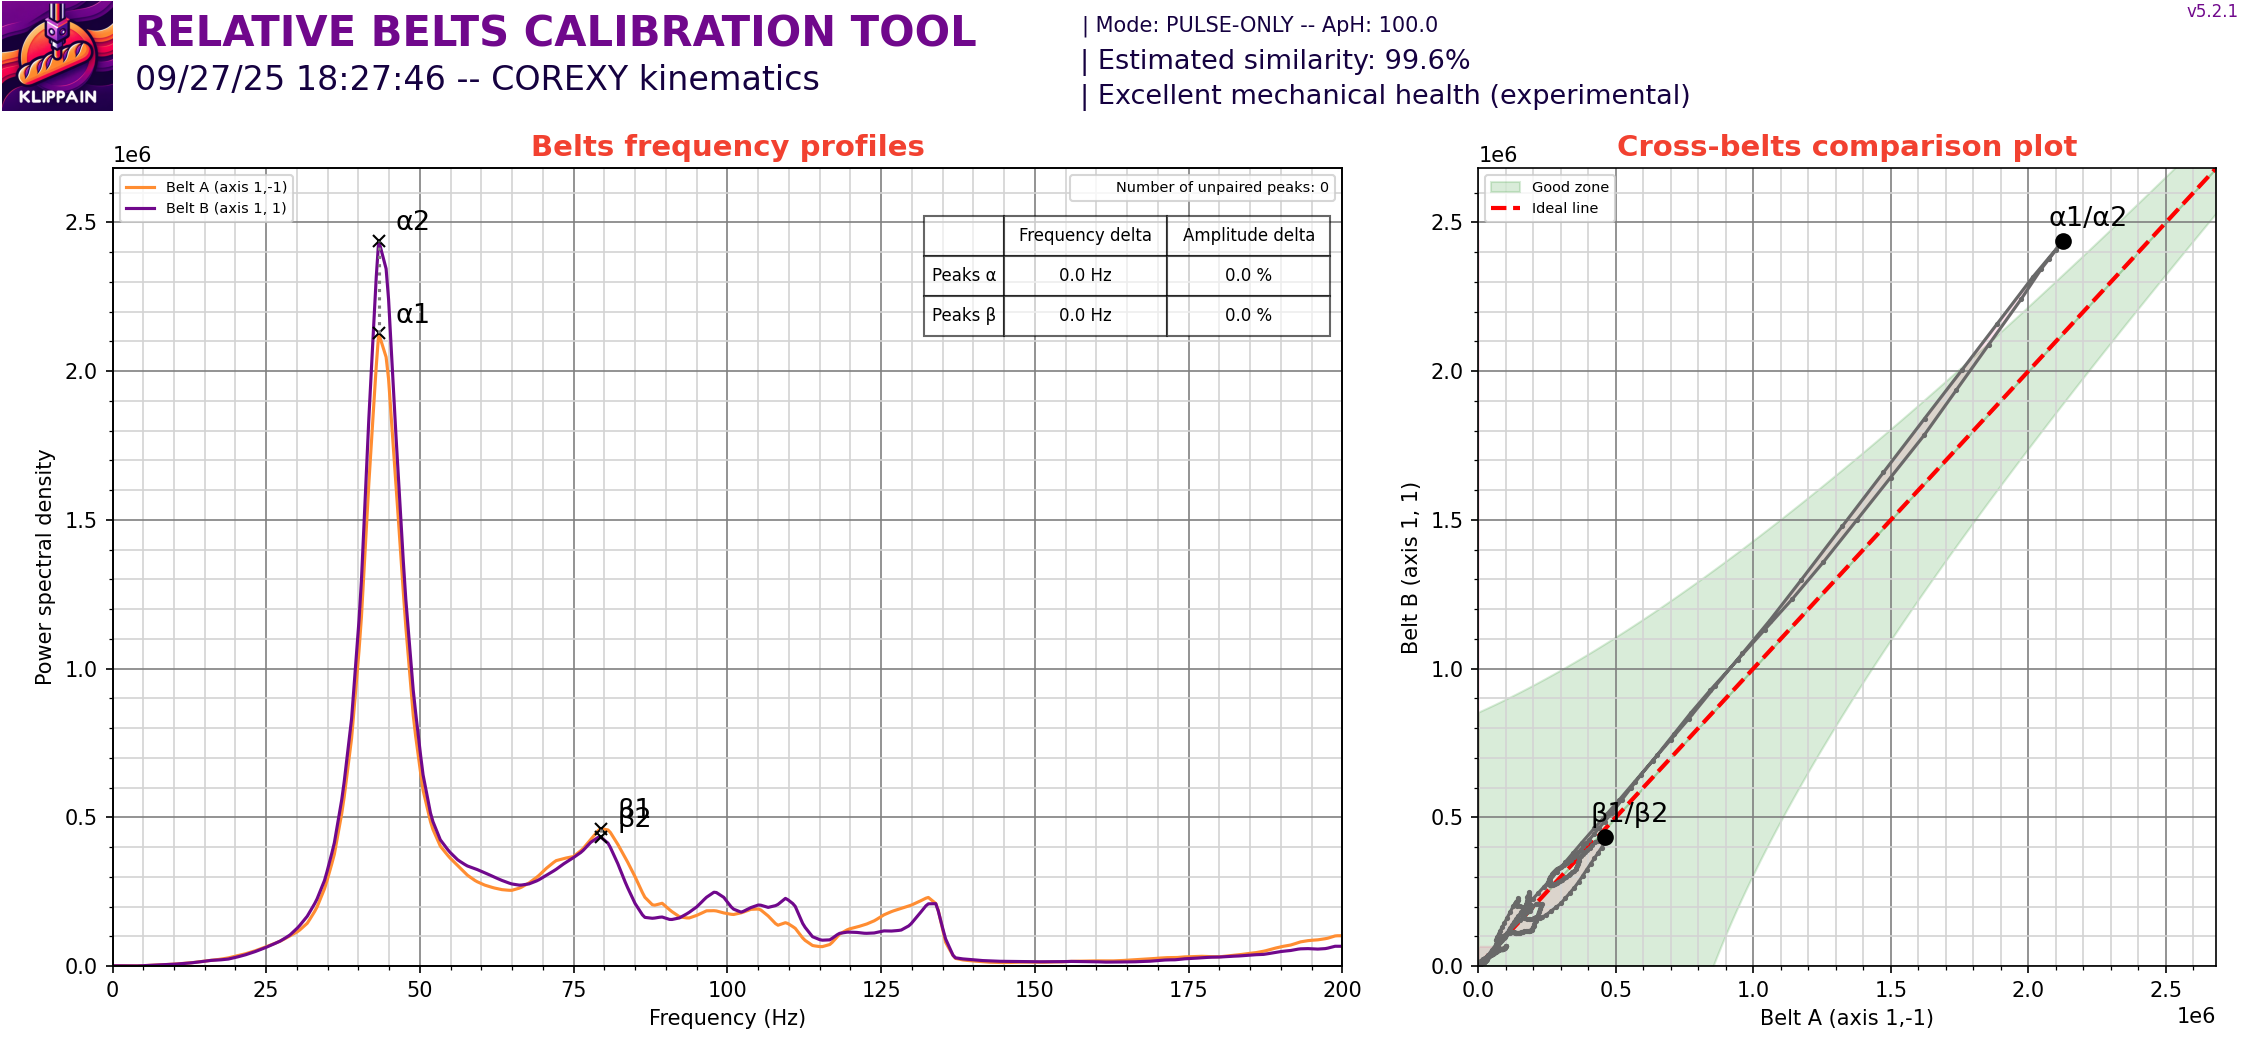 KLIPPAIN
RELATIVE BELTS CALIBRATION TOOL
09/27/25 18:27:46 -- COREXY kinematics
| Mode: PULSE-ONLY -- ApH: 100.0
| Estimated similarity: 99.6%
| Excellent mechanical health (experimental)
v5.2.1
Belts frequency profiles
1e6
Belt A (axis 1,-1)
Belt B (axis 1, 1)
Number of unpaired peaks: 0
Frequency delta Amplitude delta
Peaks α 0.0 Hz 0.0 %
Peaks β 0.0 Hz 0.0 %
α2
α1
β1
β2
2.5
2.0
1.5
1.0
0.5
0.0
Power spectral density
0 25 50 75 100 125 150 175 200
Frequency (Hz)
Cross-belts comparison plot
1e6
Good zone
Ideal line
α1/α2
β1/β2
2.5
2.0
1.5
1.0
0.5
0.0
Belt B (axis 1, 1)
0.0 0.5 1.0 1.5 2.0 2.5
Belt A (axis 1,-1)
1e6